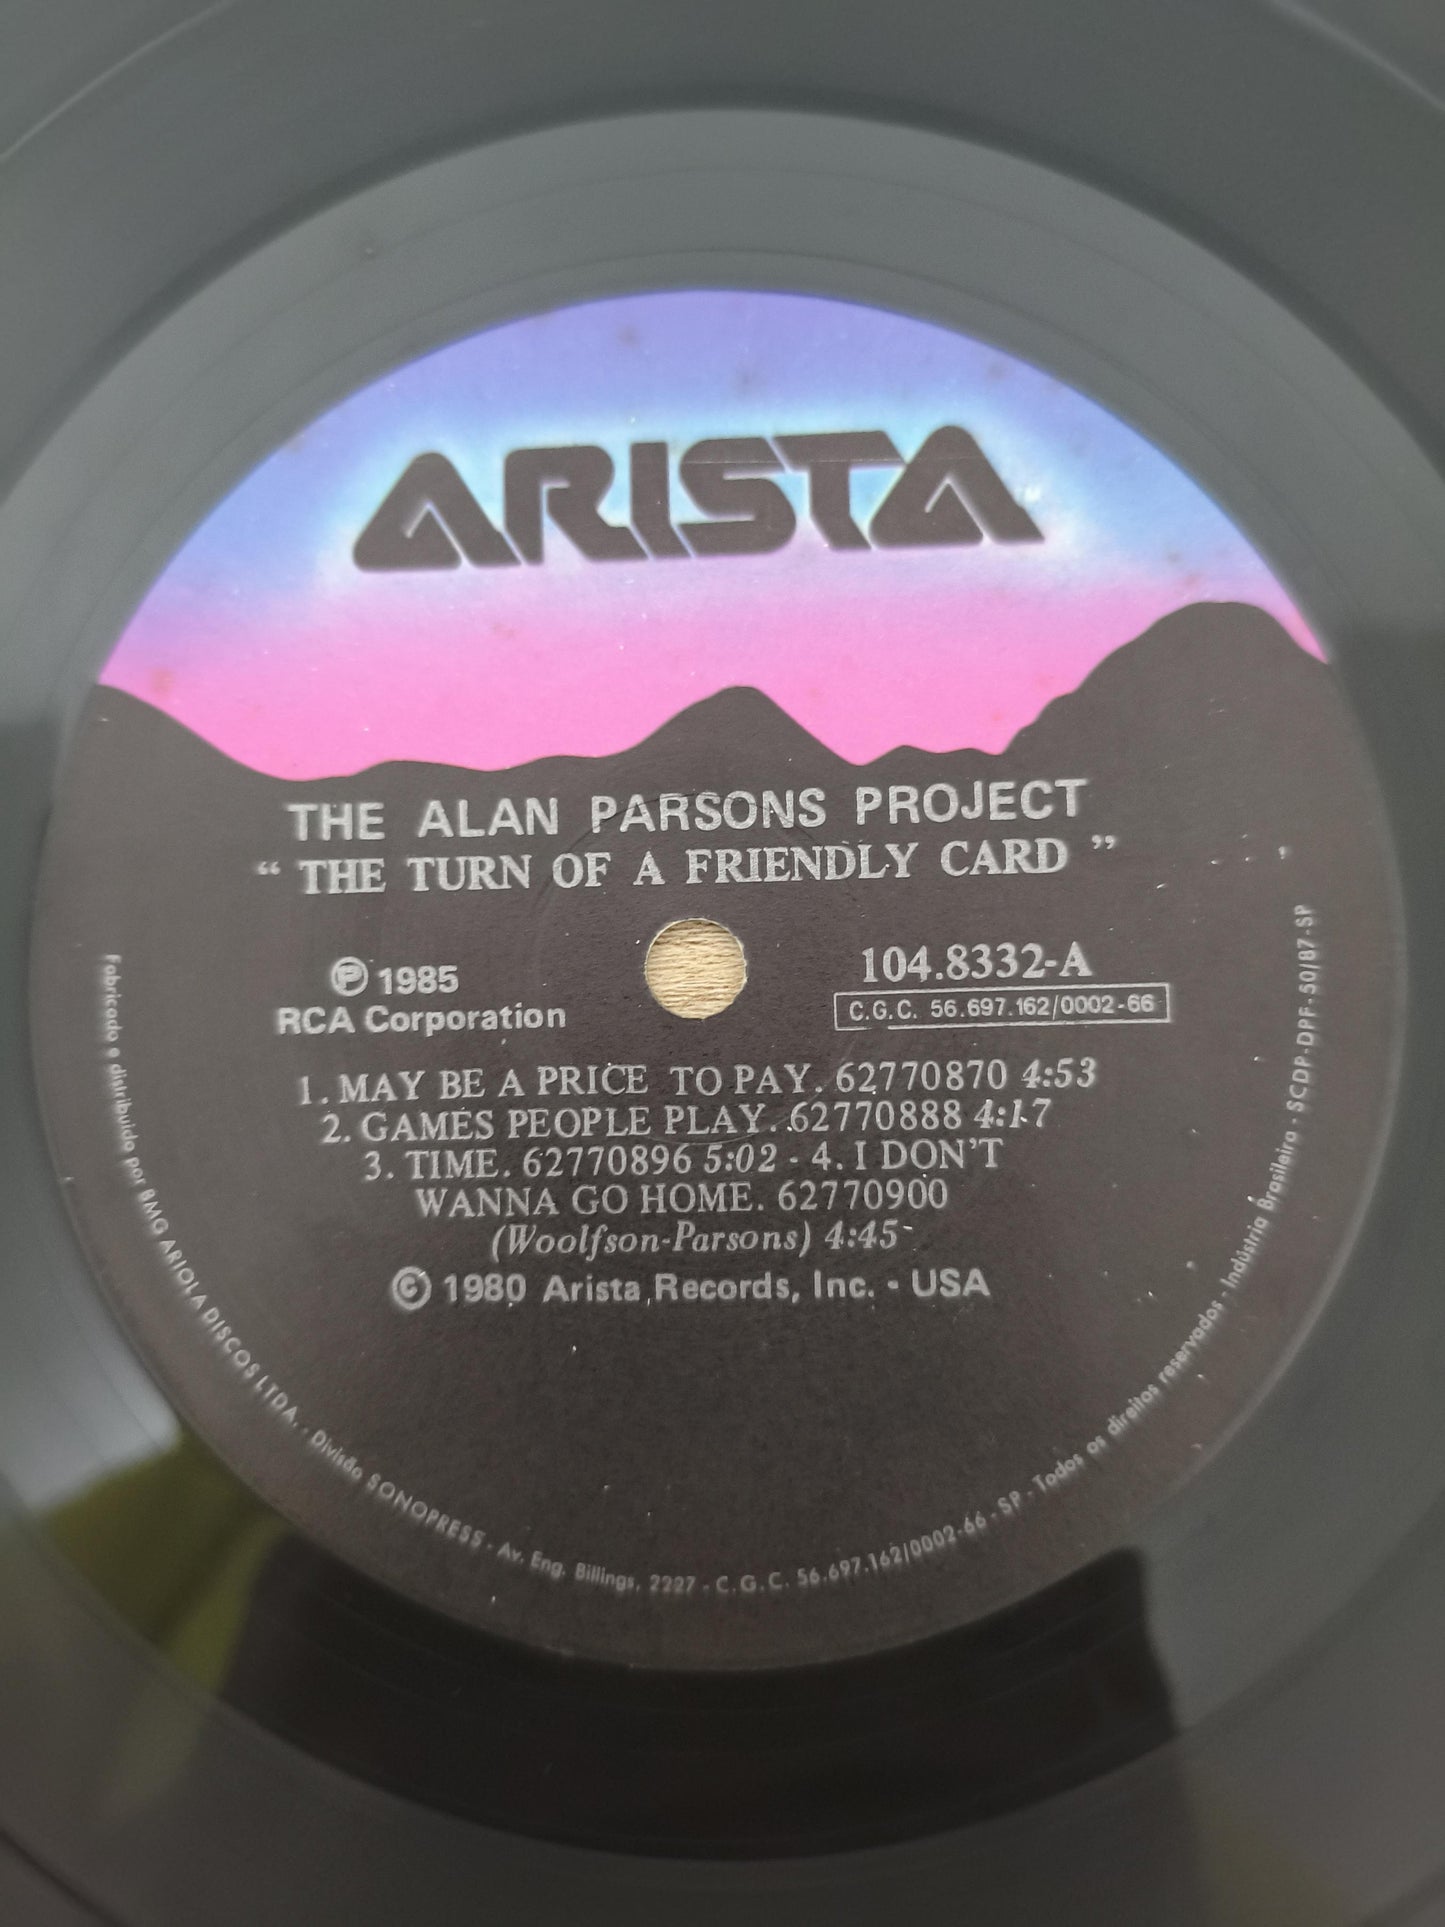 ARISTA
THE ALAN PARSONS PROJECT
“ THE TURN OF A FRIENDLY CARD ”
Ⓟ 1985
RCA Corporation
104.8332-A
C.G.C. 56.697.162/0002-66
1. MAY BE A PRICE TO PAY. 62770870 4:53
2. GAMES PEOPLE PLAY. 62770888 4:17
3. TIME. 62770896 5:02 - 4. I DON'T
WANNA GO HOME. 62770900
(Woolfson-Parsons) 4:45
© 1980 Arista Records, Inc. - USA
Fabricado e distribuido por BMG ARIOLA DISCOS LTDA. - Divisão SONOPRESS - Av. Eng. Billings, 2227 - C.G.C. 56.697.162/0002-66 - SP - Todos os direitos reservados - Indústria Brasileira - SCDP-DPF-50/87-SP